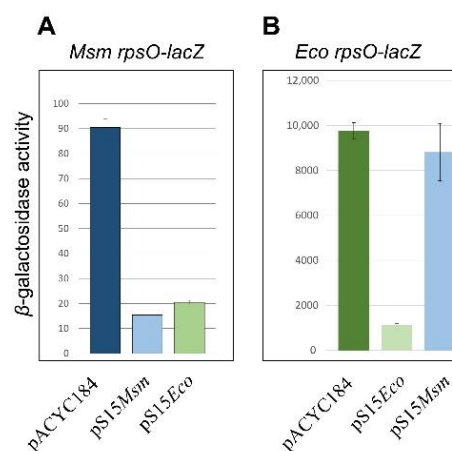 A
Msm rpsO-lacZ
β-galactosidase activity
100
90
80
70
60
50
40
30
20
10
0
pACYC184
pS15Msm
pS15Eco
B
Eco rpsO-lacZ
12,000
10,000
8000
6000
4000
2000
0
pACYC184
pS15Eco
pS15Msm